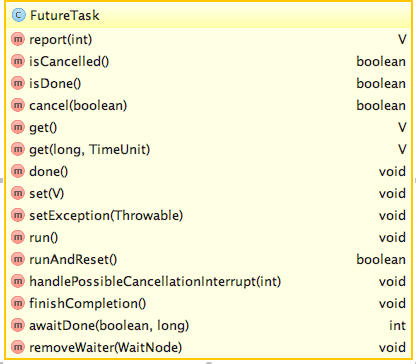 C FutureTask
m report(int) V
m isCancelled() boolean
m isDone() boolean
m cancel(boolean) boolean
m get() V
m get(long, TimeUnit) V
m done() void
m set(V) void
m setException(Throwable) void
m run() void
m runAndReset() boolean
m handlePossibleCancellationInterrupt(int) void
m finishCompletion() void
m awaitDone(boolean, long) int
m removeWaiter(WaitNode) void